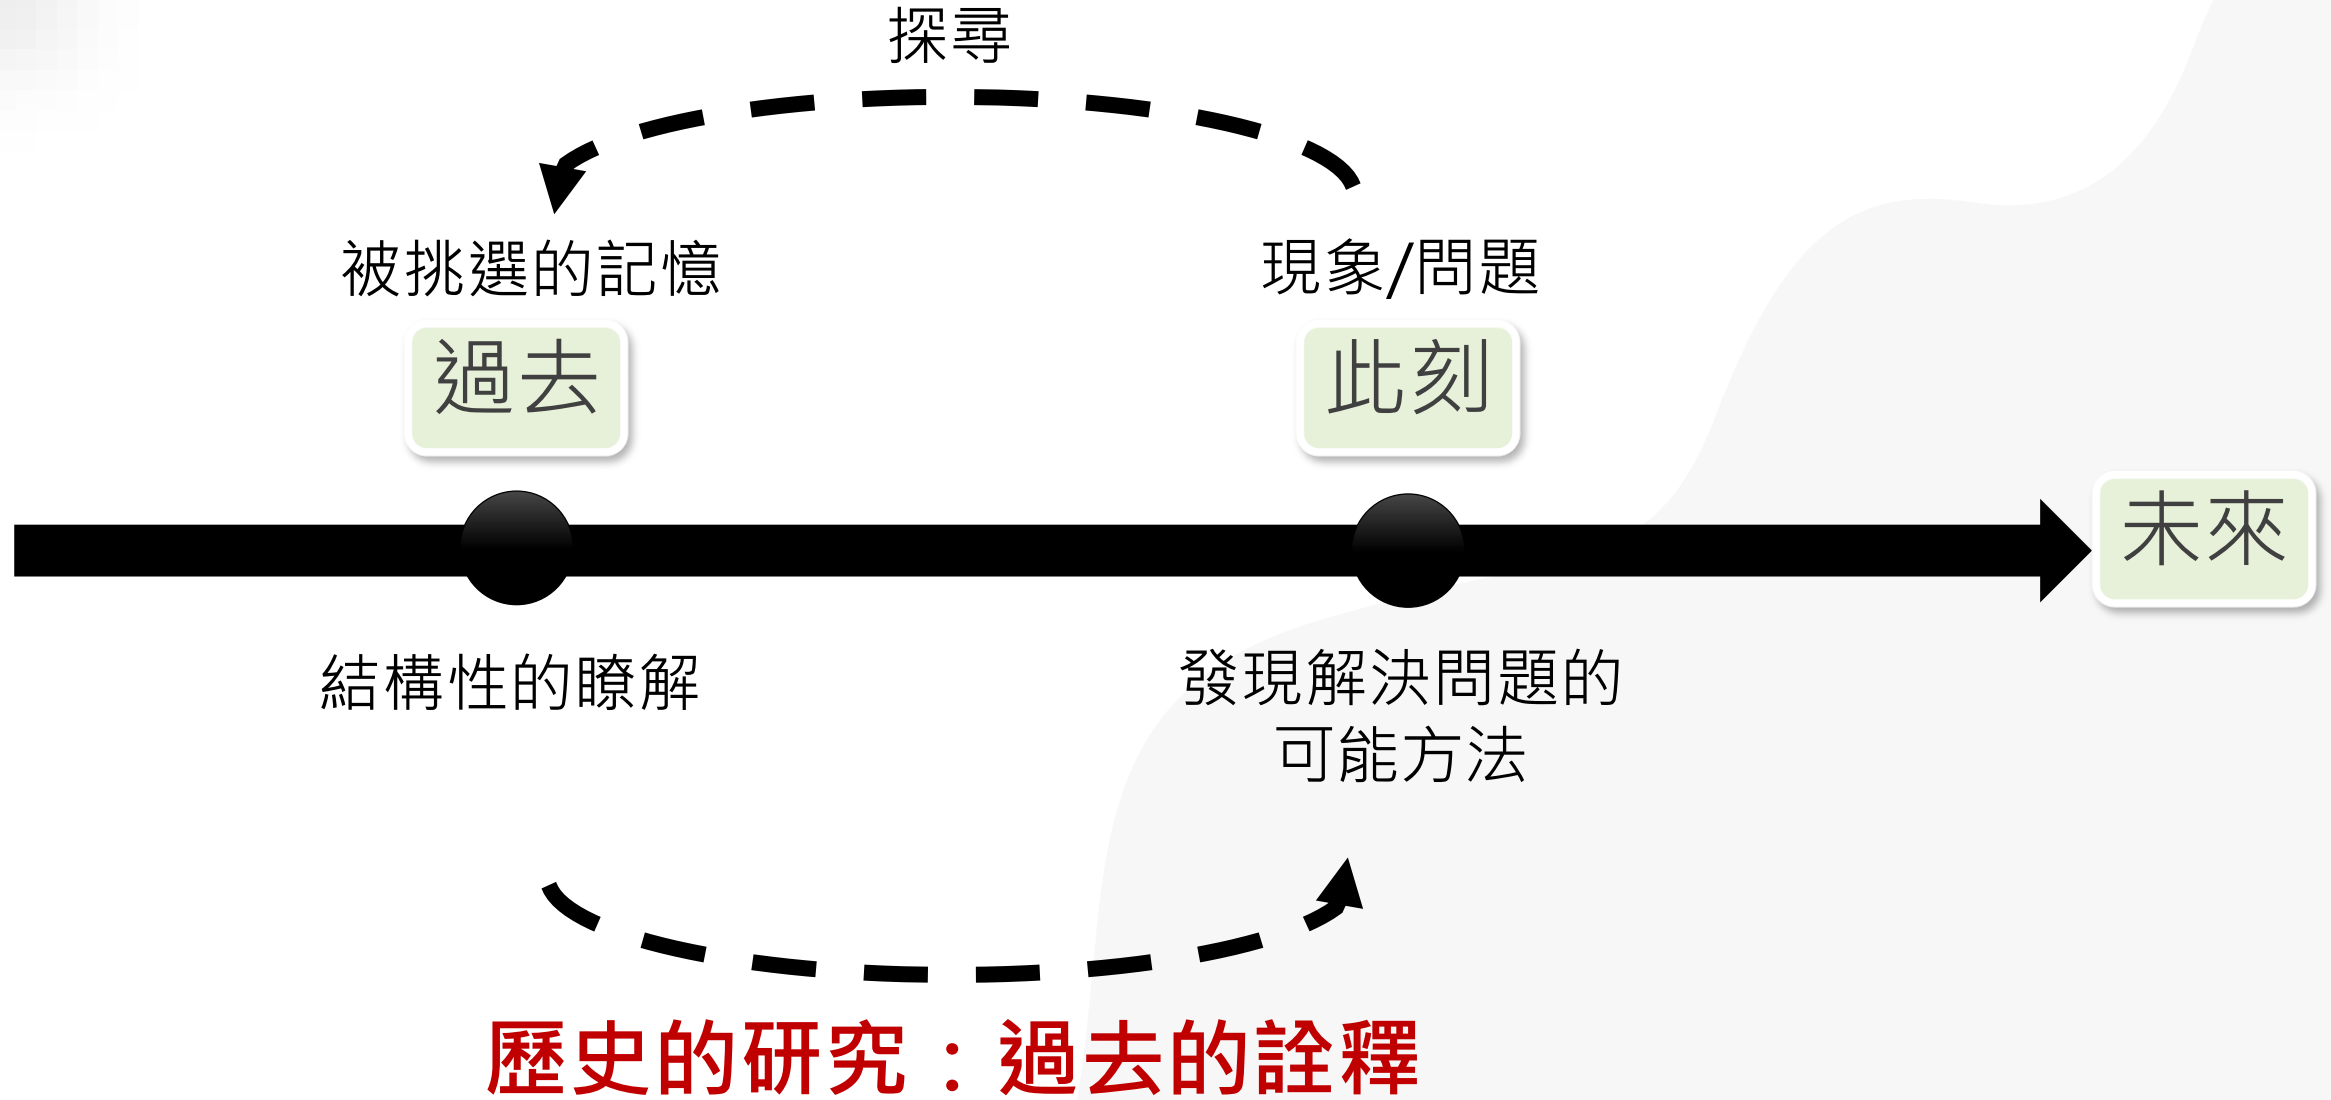 探尋
被挑選的記憶
現象/問題
過去
此刻
未來
結構性的瞭解
發現解決問題的
可能方法
歷史的研究：過去的詮釋